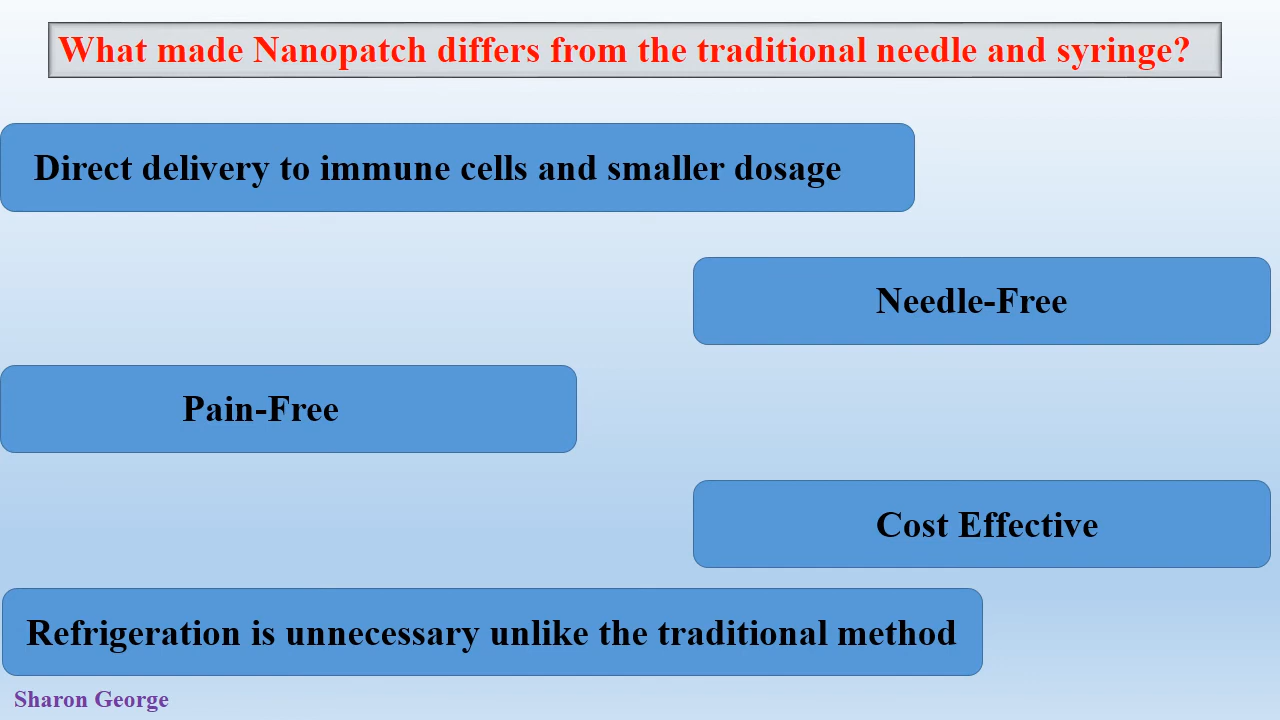 What made Nanopatch differs from the traditional needle and syringe?
Direct delivery to immune cells and smaller dosage
Needle-Free
Pain-Free
Cost Effective
Refrigeration is unnecessary unlike the traditional method
Sharon George